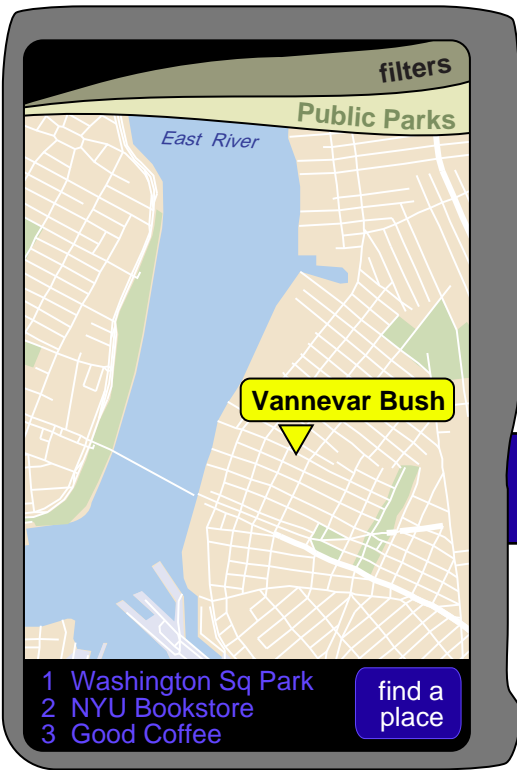 filters
Public Parks
East River
Vannevar Bush
1 Washington Sq Park
2 NYU Bookstore
3 Good Coffee
find a
place